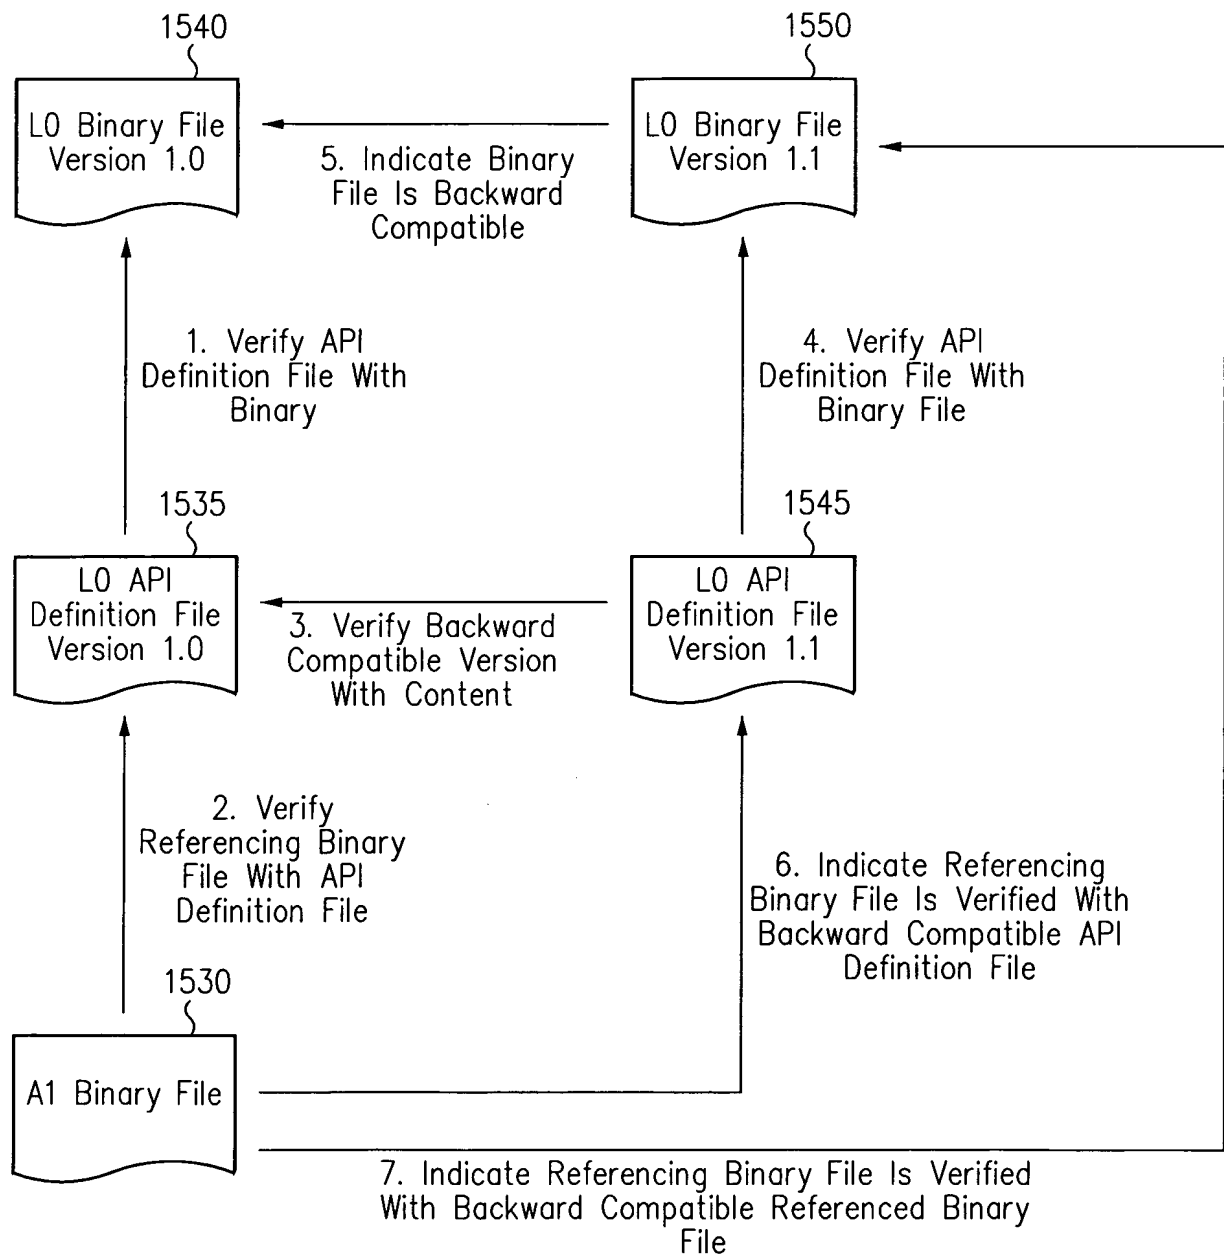 1540
1550
L0 Binary File
Version 1.0
L0 Binary File
Version 1.1
5. Indicate Binary
File Is Backward
Compatible
1. Verify API
Definition File With
Binary
4. Verify API
Definition File With
Binary File
1535
1545
L0 API
Definition File
Version 1.0
L0 API
Definition File
Version 1.1
3. Verify Backward
Compatible Version
With Content
2. Verify
Referencing Binary
File With API
Definition File
6. Indicate Referencing
Binary File Is Verified With
Backward Compatible API
Definition File
1530
A1 Binary File
7. Indicate Referencing Binary File Is Verified
With Backward Compatible Referenced Binary
File